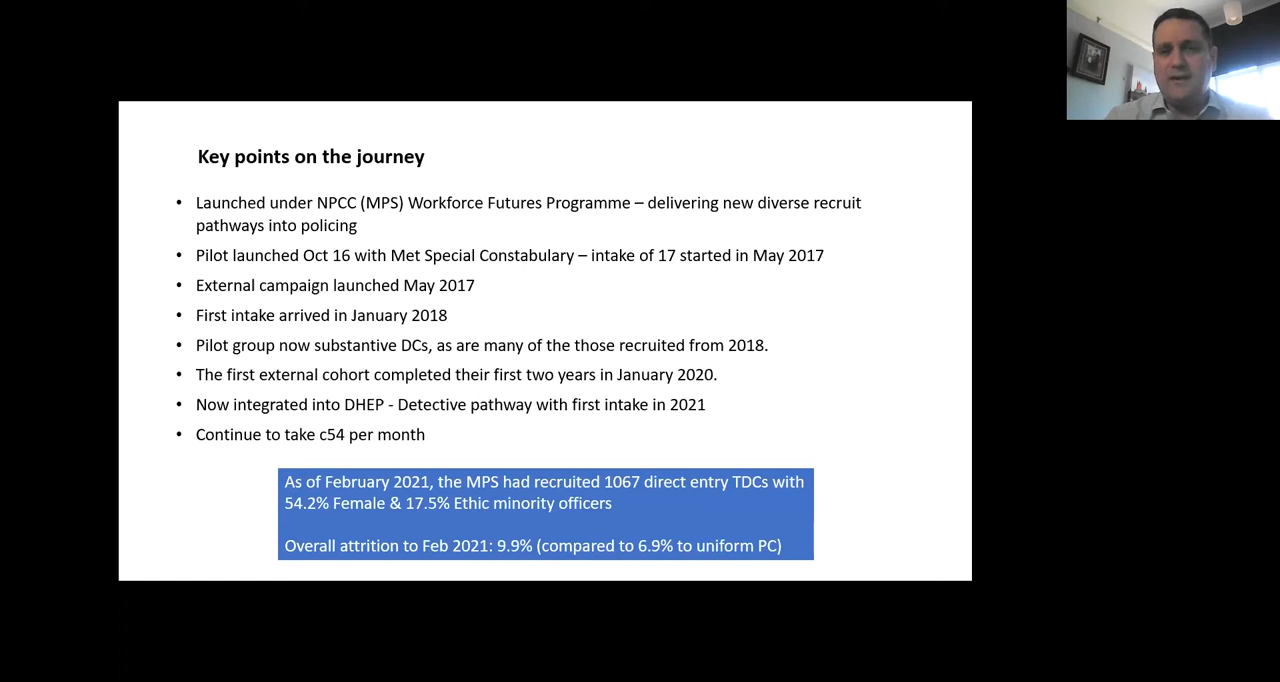 Key points on the journey
• Launched under NPCC (MPS) Workforce Futures Programme – delivering new diverse recruit
pathways into policing
• Pilot launched Oct 16 with Met Special Constabulary – intake of 17 started in May 2017
• External campaign launched May 2017
• First intake arrived in January 2018
• Pilot group now substantive DCs, as are many of the those recruited from 2018.
• The first external cohort completed their first two years in January 2020.
• Now integrated into DHEP - Detective pathway with first intake in 2021
• Continue to take c54 per month
As of February 2021, the MPS had recruited 1067 direct entry TDCs with
54.2% Female & 17.5% Ethic minority officers
Overall attrition to Feb 2021: 9.9% (compared to 6.9% to uniform PC)